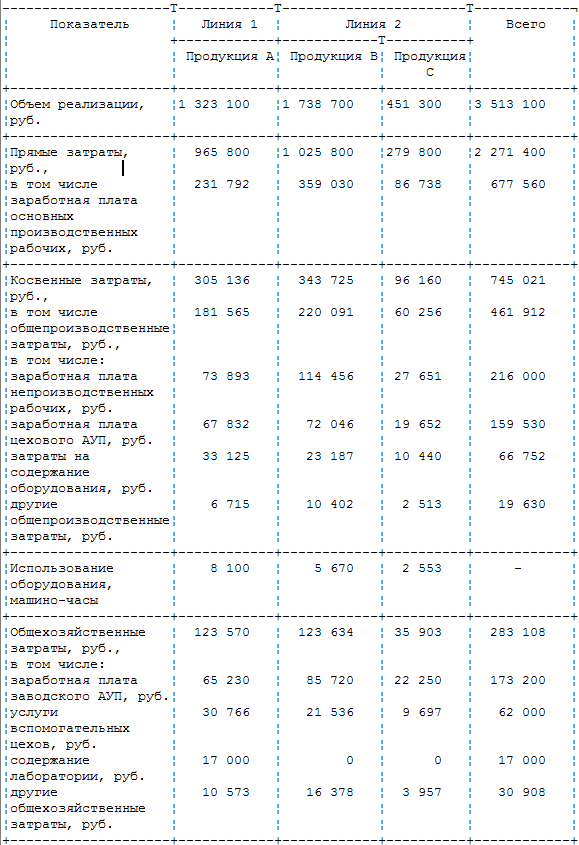 Показатель Линия 1 Линия 2 Всего
Продукция А Продукция В Продукция
С
Объем реализации, 1 323 100 1 738 700 451 300 3 513 100
руб.
Прямые затраты, 965 800 1 025 800 279 800 2 271 400
руб.,
в том числе 231 792 359 030 86 738 677 560
заработная плата
основных
производственных
рабочих, руб.
Косвенные затраты, 305 136 343 725 96 160 745 021
руб.,
в том числе 181 565 220 091 60 256 461 912
общепроизводственные
затраты, руб.,
в том числе:
заработная плата 73 893 114 456 27 651 216 000
непроизводственных
рабочих, руб.
заработная плата 67 832 72 046 19 652 159 530
цехового АУП, руб.
затраты на 33 125 23 187 10 440 66 752
содержание
оборудования, руб.
другие 6 715 10 402 2 513 19 630
общепроизводственные
затраты, руб.
Использование 8 100 5 670 2 553 -
оборудования,
машино-часы
Общехозяйственные 123 570 123 634 35 903 283 108
затраты, руб.,
в том числе:
заработная плата 65 230 85 720 22 250 173 200
заводского АУП, руб.
услуги 30 766 21 536 9 697 62 000
вспомогательных
цехов, руб.
содержание 17 000 0 0 17 000
лаборатории, руб.
другие 10 573 16 378 3 957 30 908
общехозяйственные
затраты, руб.